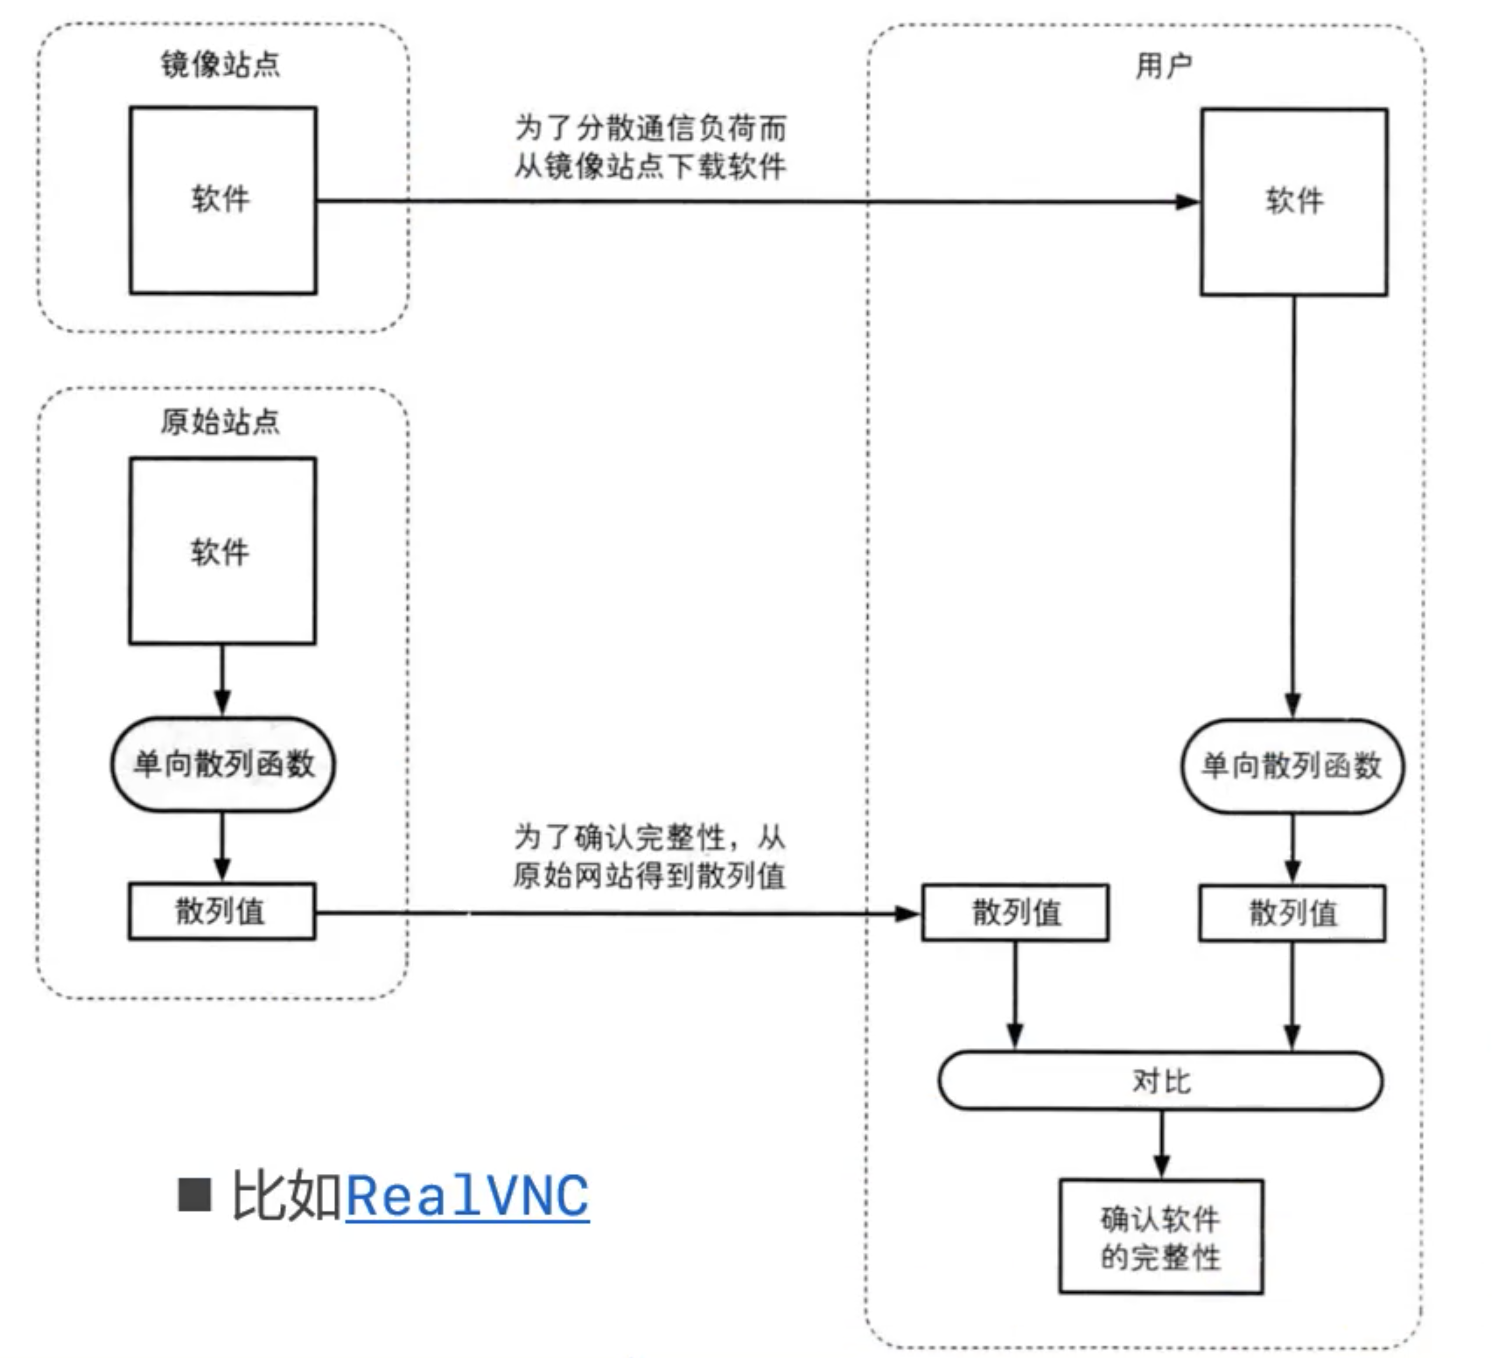 镜像站点
软件
为了分散通信负荷而
从镜像站点下载软件
用户
软件
原始站点
软件
单向散列函数
散列值
为了确认完整性，从
原始网站得到散列值
单向散列函数
散列值
散列值
对比
确认软件
的完整性
■ 比如RealVNC